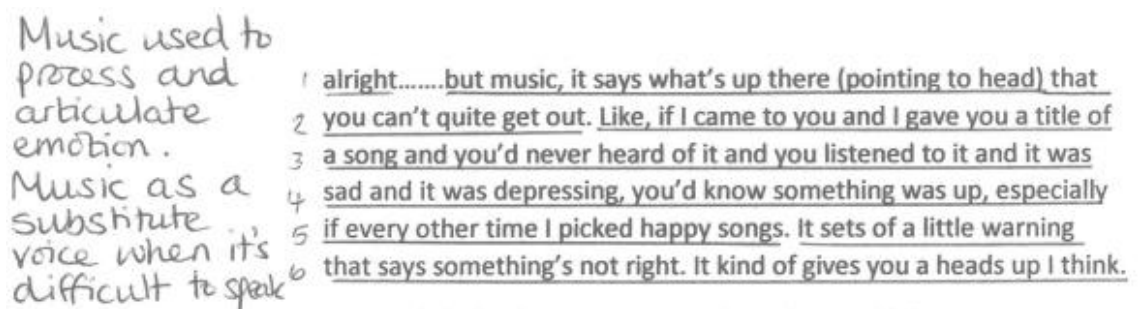 Music used to
process and
articulate
emotion.
Music as a
substitute
voice when it's
difficult to speak
1 alright.......but music, it says what's up there (pointing to head) that
2 you can't quite get out. Like, if I came to you and I gave you a title of
3 a song and you'd never heard of it and you listened to it and it was
4 sad and it was depressing, you'd know something was up, especially
5 if every other time I picked happy songs. It sets of a little warning
6 that says something's not right. It kind of gives you a heads up I think.